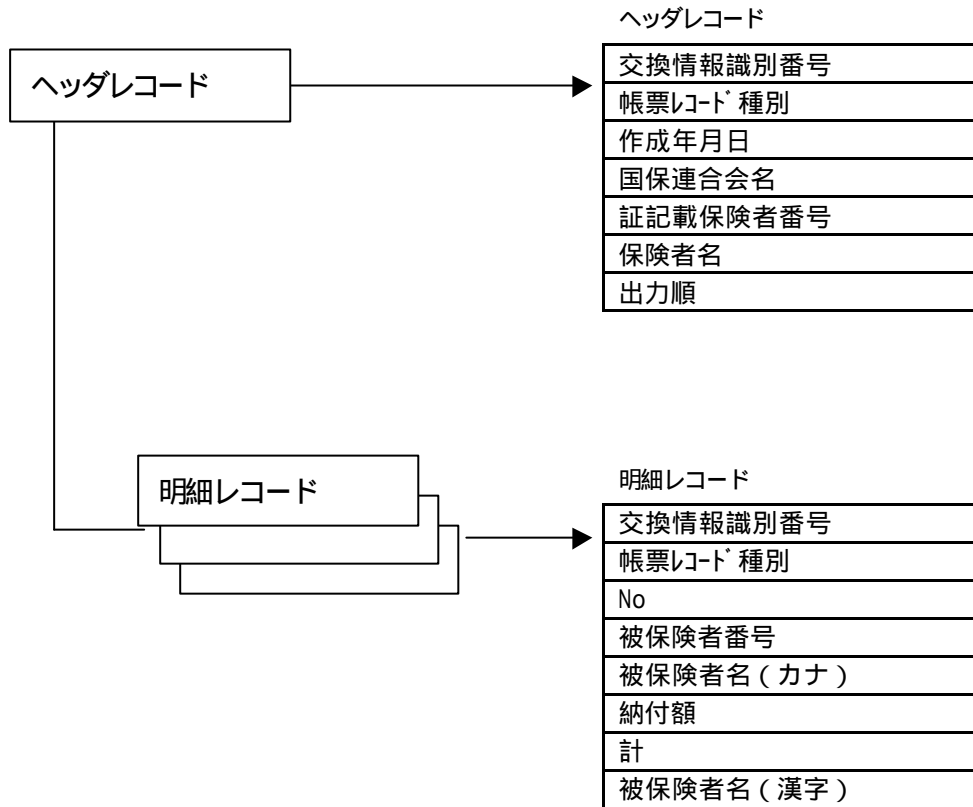 ヘッダレコード
ヘッダレコード
交換情報識別番号
帳票ﾚｺｰﾄﾞ種別
作成年月日
国保連合会名
証記載保険者番号
保険者名
出力順
明細レコード
明細レコード
交換情報識別番号
帳票ﾚｺｰﾄﾞ種別
No
被保険者番号
被保険者名(カナ)
納付額
計
被保険者名(漢字)